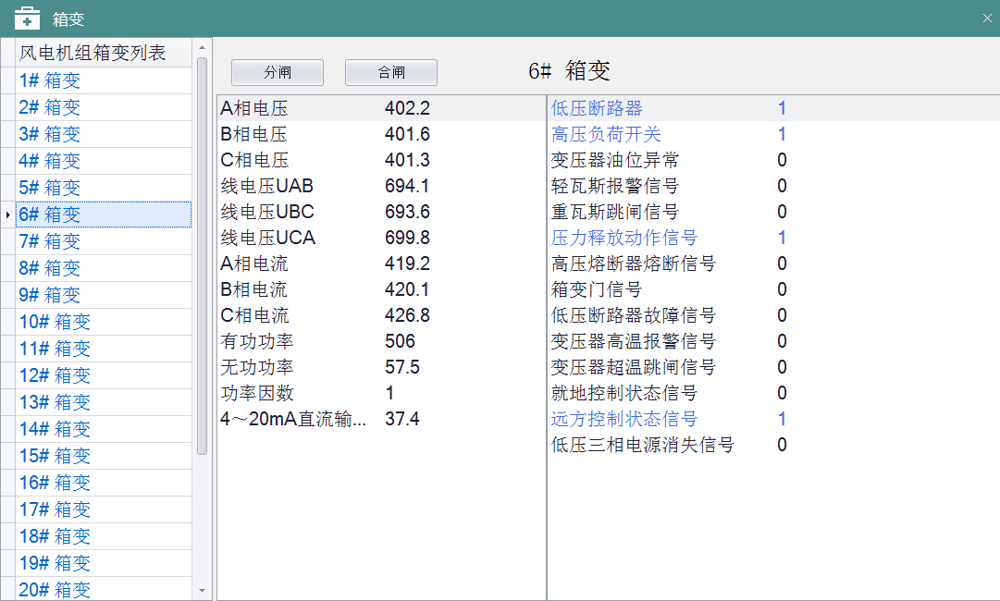 箱变
风电机组箱变列表
1# 箱变
2# 箱变
3# 箱变
4# 箱变
5# 箱变
6# 箱变
7# 箱变
8# 箱变
9# 箱变
10# 箱变
11# 箱变
12# 箱变
13# 箱变
14# 箱变
15# 箱变
16# 箱变
17# 箱变
18# 箱变
19# 箱变
20# 箱变
分闸 合闸 6# 箱变
A相电压 402.2
B相电压 401.6
C相电压 401.3
线电压UAB 694.1
线电压UBC 693.6
线电压UCA 699.8
A相电流 419.2
B相电流 420.1
C相电流 426.8
有功功率 506
无功功率 57.5
功率因数 1
4～20mA直流输... 37.4
低压断路器 1
高压负荷开关 1
变压器油位异常 0
轻瓦斯报警信号 0
重瓦斯跳闸信号 0
压力释放动作信号 1
高压熔断器熔断信号 0
箱变门信号 0
低压断路器故障信号 0
变压器高温报警信号 0
变压器超温跳闸信号 0
就地控制状态信号 0
远方控制状态信号 1
低压三相电源消失信号 0